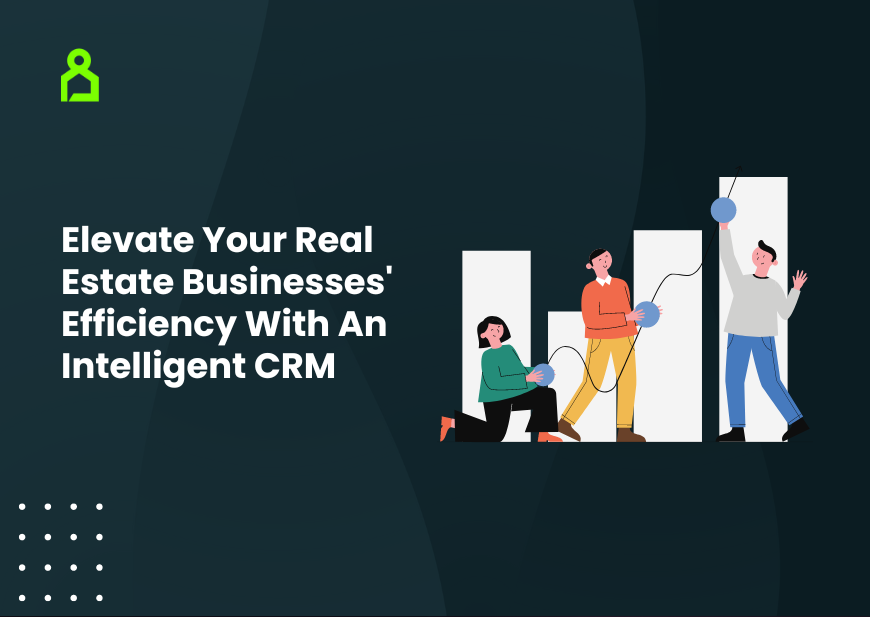 Elevate Your Real
Estate Businesses'
Efficiency With An
Intelligent CRM